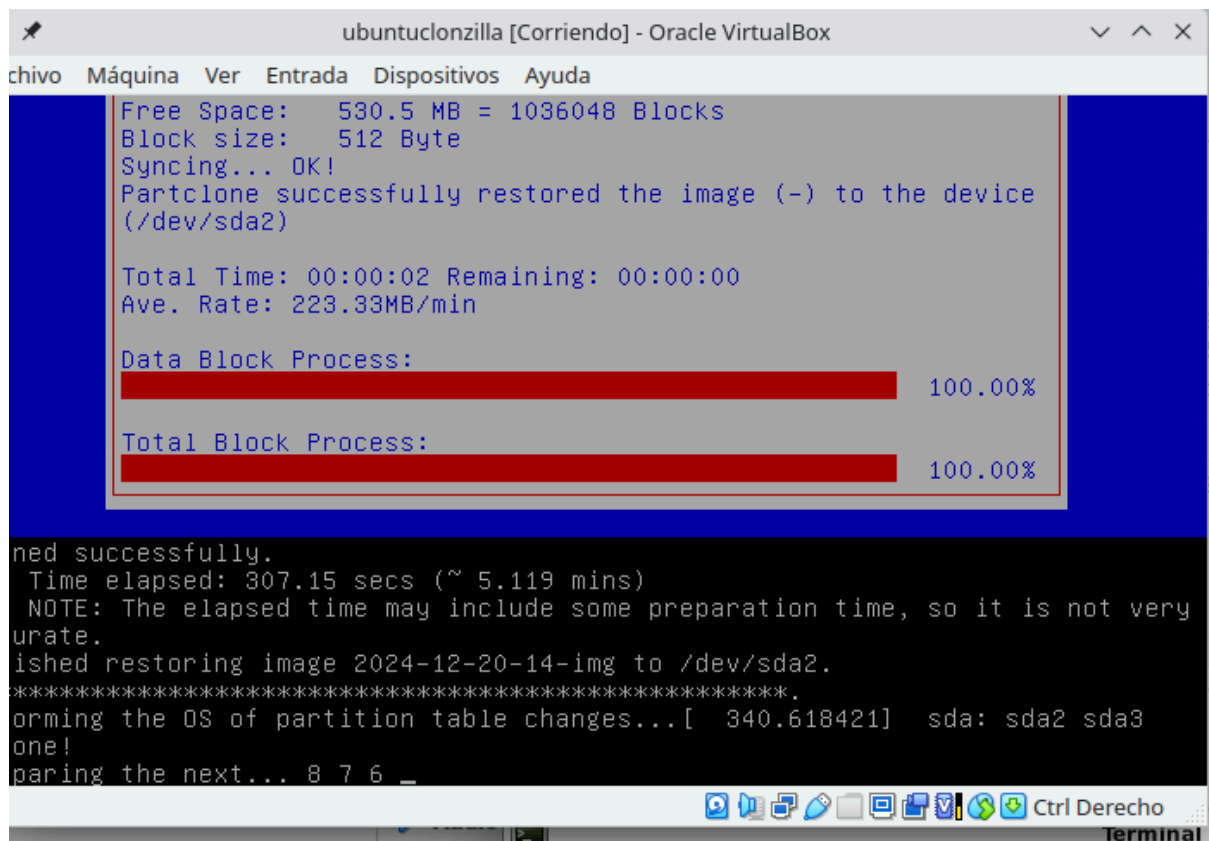 ubuntuclonzilla [Corriendo] - Oracle VirtualBox
chivo Máquina Ver Entrada Dispositivos Ayuda
Free Space: 530.5 MB = 1036048 Blocks
Block size: 512 Byte
Syncing... OK!
Partclone successfully restored the image (-) to the device
(/dev/sda2)
Total Time: 00:00:02 Remaining: 00:00:00
Ave. Rate: 223.33MB/min
Data Block Process:
100.00%
Total Block Process:
100.00%
ned successfully.
Time elapsed: 307.15 secs (~ 5.119 mins)
NOTE: The elapsed time may include some preparation time, so it is not very
urate.
ished restoring image 2024-12-20-14-img to /dev/sda2.
***************************************************.
orming the OS of partition table changes...[ 340.618421] sda: sda2 sda3
one!
paring the next... 8 7 6 _
Ctrl Derecho
Terminal